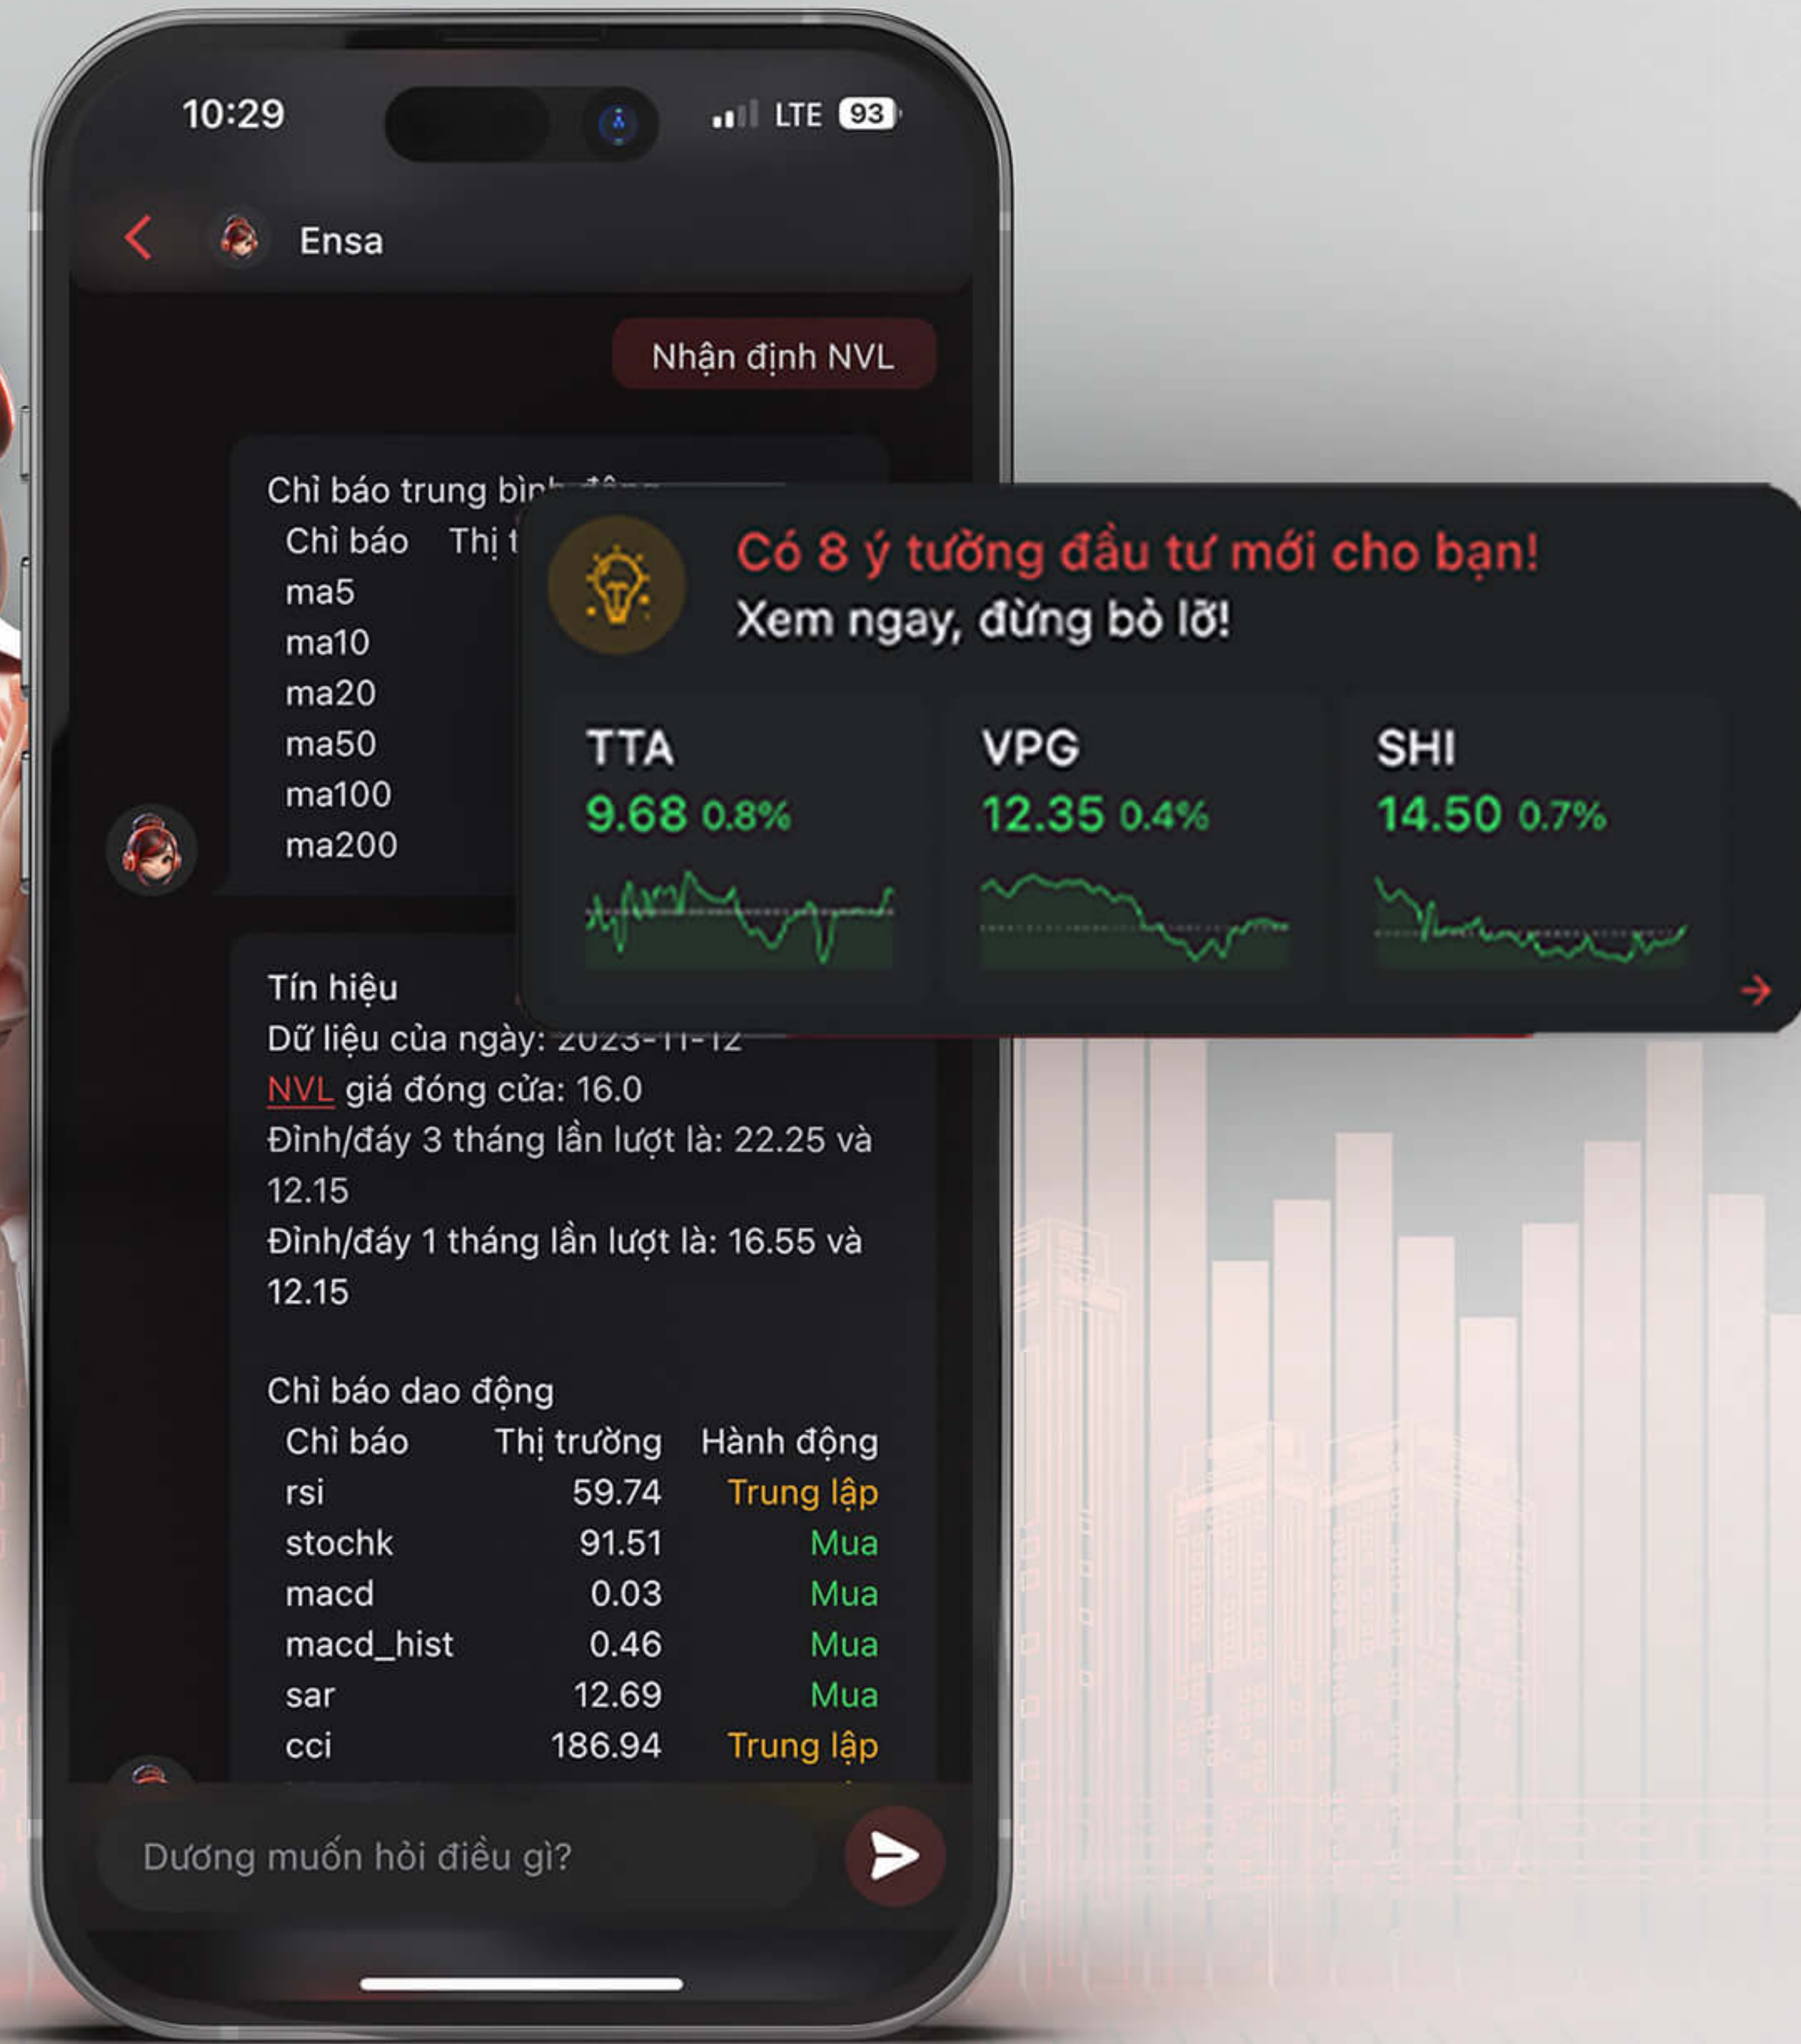 10:29
LTE 93
Ensa
Nhận định NVL
Chỉ báo trung bình động
Chỉ báo Thị
ma5
ma10
ma20
ma50
ma100
ma200
Có 8 ý tưởng đầu tư mới cho bạn!
Xem ngay, đừng bỏ lỡ!
TTA VPG SHI
9.68 0.8% 12.35 0.4% 14.50 0.7%
Tín hiệu
Dữ liệu của ngày: 2023-11-12
NVL giá đóng cửa: 16.0
Đỉnh/đáy 3 tháng lần lượt là: 22.25 và
12.15
Đỉnh/đáy 1 tháng lần lượt là: 16.55 và
12.15
Chỉ báo dao động
Chỉ báo Thị trường Hành động
rsi 59.74 Trung lập
stochk 91.51 Mua
macd 0.03 Mua
macd_hist 0.46 Mua
sar 12.69 Mua
cci 186.94 Trung lập
Dương muốn hỏi điều gì?